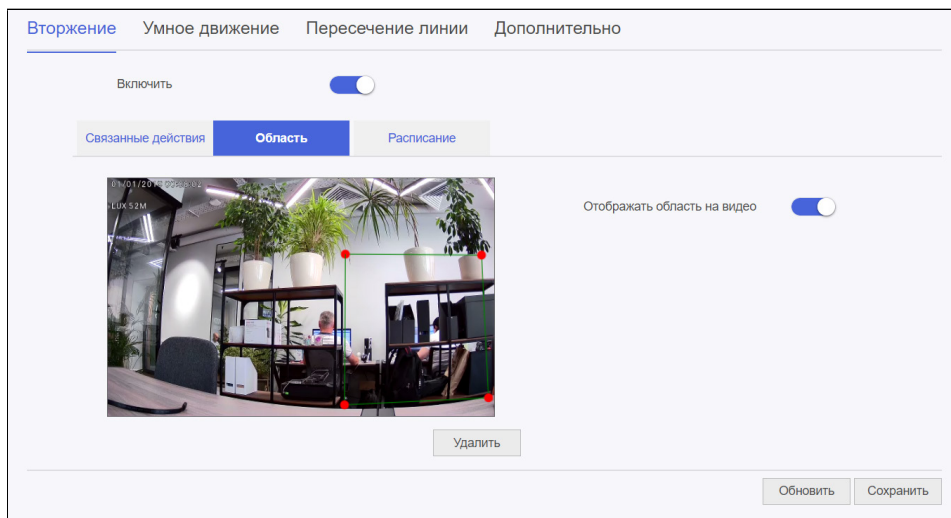 Вторжение Умное движение Пересечение линии Дополнительно
Включить
Связанные действия Область Расписание
LUX 52M
Отображать область на видео
Удалить
Обновить Сохранить